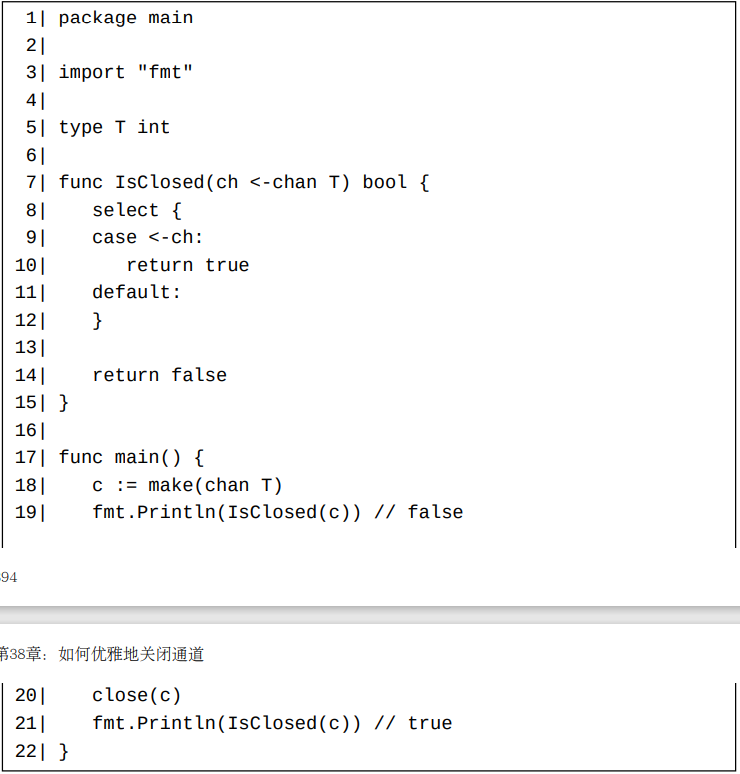 1| package main
2|
3| import "fmt"
4|
5| type T int
6|
7| func IsClosed(ch <-chan T) bool {
8|    select {
9|    case <-ch:
10|       return true
11|    default:
12|    }
13|
14|    return false
15| }
16|
17| func main() {
18|    c := make(chan T)
19|    fmt.Println(IsClosed(c)) // false
94
第38章：如何优雅地关闭通道
20|    close(c)
21|    fmt.Println(IsClosed(c)) // true
22| }